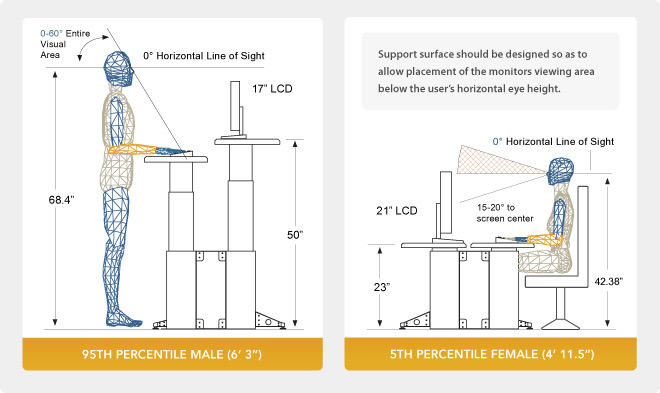 0-60° Entire
Visual
Area
0° Horizontal Line of Sight
17" LCD
68.4"
50"
95TH PERCENTILE MALE (6' 3")
Support surface should be designed so as to
allow placement of the monitors viewing area
below the user's horizontal eye height.
0° Horizontal Line of Sight
21" LCD
15-20° to
screen center
23"
42.38"
5TH PERCENTILE FEMALE (4' 11.5")